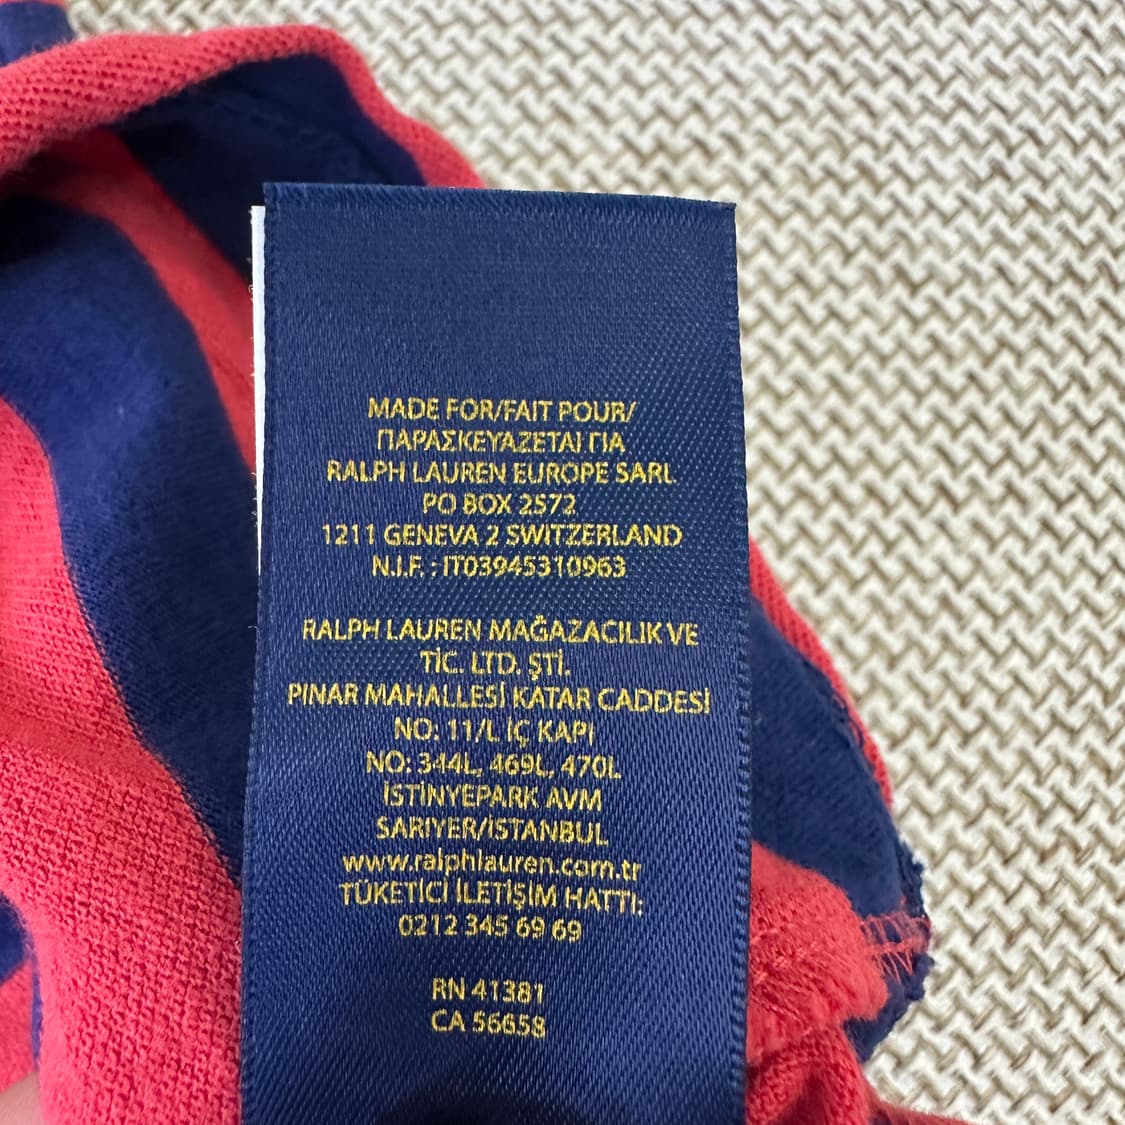 MADE FOR/FAIT POUR/
ΠΑΡΑΣΚΕΥΑΖΕΤΑΙ ΓΙΑ
RALPH LAUREN EUROPE SARL
PO BOX 2572
1211 GENEVA 2 SWITZERLAND
N.I.F. : IT03945310963
RALPH LAUREN MAĞAZACILIK VE
TİC. LTD. ŞTİ.
PINAR MAHALLESİ KATAR CADDESİ
NO: 11/L İÇ KAPI
NO: 344L, 469L, 470L
İSTİNYEPARK AVM
SARIYER/İSTANBUL
www.ralphlauren.com.tr
TÜKETİCİ İLETİŞİM HATTI:
0212 345 69 69
RN 41381
CA 56658